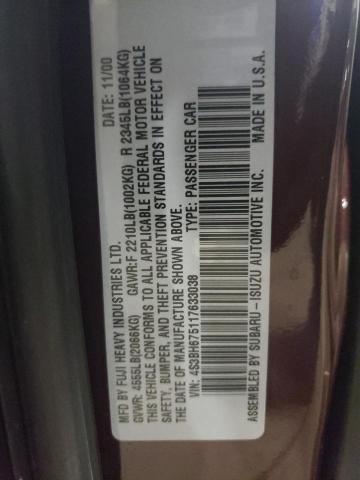 MFD BY FUJI HEAVY INDUSTRIES LTD. DATE: 11/00
GVWR: 4555LB(2066KG) GAWR:F 2210LB(1002KG) R 2345LB(1064KG)
THIS VEHICLE CONFORMS TO ALL APPLICABLE FEDERAL MOTOR VEHICLE
SAFETY, BUMPER, AND THEFT PREVENTION STANDARDS IN EFFECT ON
THE DATE OF MANUFACTURE SHOWN ABOVE.
VIN: 4S3BH675117633038 TYPE: PASSENGER CAR
ASSEMBLED BY SUBARU-ISUZU AUTOMOTIVE INC. MADE IN U.S.A.